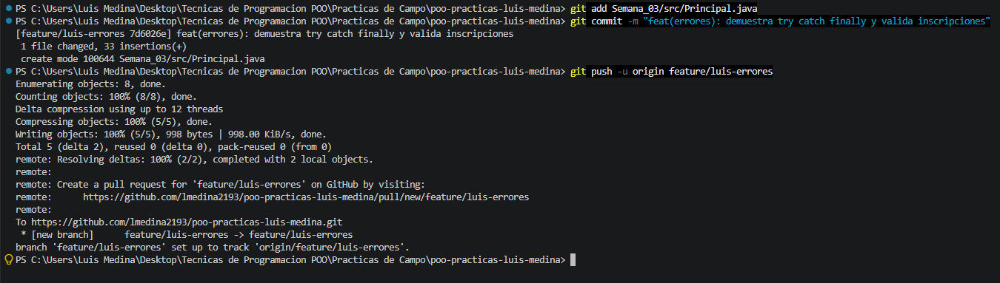 PS C:\Users\Luis Medina\Desktop\Tecnicas de Programacion POO\Practicas de Campo\poo-practicas-luis-medina> git add Semana_03/src/Principal.java
PS C:\Users\Luis Medina\Desktop\Tecnicas de Programacion POO\Practicas de Campo\poo-practicas-luis-medina> git commit -m "feat(errores): demuestra try catch finally y valida inscripciones"
[feature/luis-errores 7d6026e] feat(errores): demuestra try catch finally y valida inscripciones
 1 file changed, 33 insertions(+)
 create mode 100644 Semana_03/src/Principal.java
PS C:\Users\Luis Medina\Desktop\Tecnicas de Programacion POO\Practicas de Campo\poo-practicas-luis-medina> git push -u origin feature/luis-errores
Enumerating objects: 8, done.
Counting objects: 100% (8/8), done.
Delta compression using up to 12 threads
Compressing objects: 100% (5/5), done.
Writing objects: 100% (5/5), 998 bytes | 998.00 KiB/s, done.
Total 5 (delta 2), reused 0 (delta 0), pack-reused 0 (from 0)
remote: Resolving deltas: 100% (2/2), completed with 2 local objects.
remote:
remote: Create a pull request for 'feature/luis-errores' on GitHub by visiting:
remote:      https://github.com/lmedina2193/poo-practicas-luis-medina/pull/new/feature/luis-errores
remote:
To https://github.com/lmedina2193/poo-practicas-luis-medina.git
 * [new branch]      feature/luis-errores -> feature/luis-errores
branch 'feature/luis-errores' set up to track 'origin/feature/luis-errores'.
PS C:\Users\Luis Medina\Desktop\Tecnicas de Programacion POO\Practicas de Campo\poo-practicas-luis-medina>